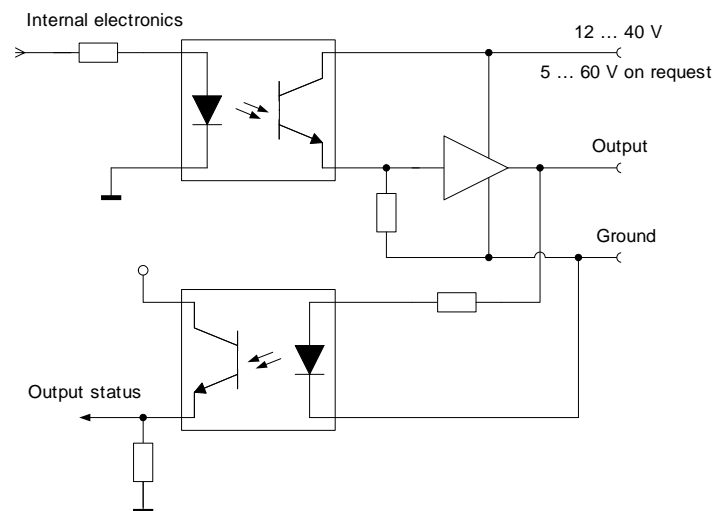 Internal electronics
12 ... 40 V
5 ... 60 V on request
Output
Ground
Output status